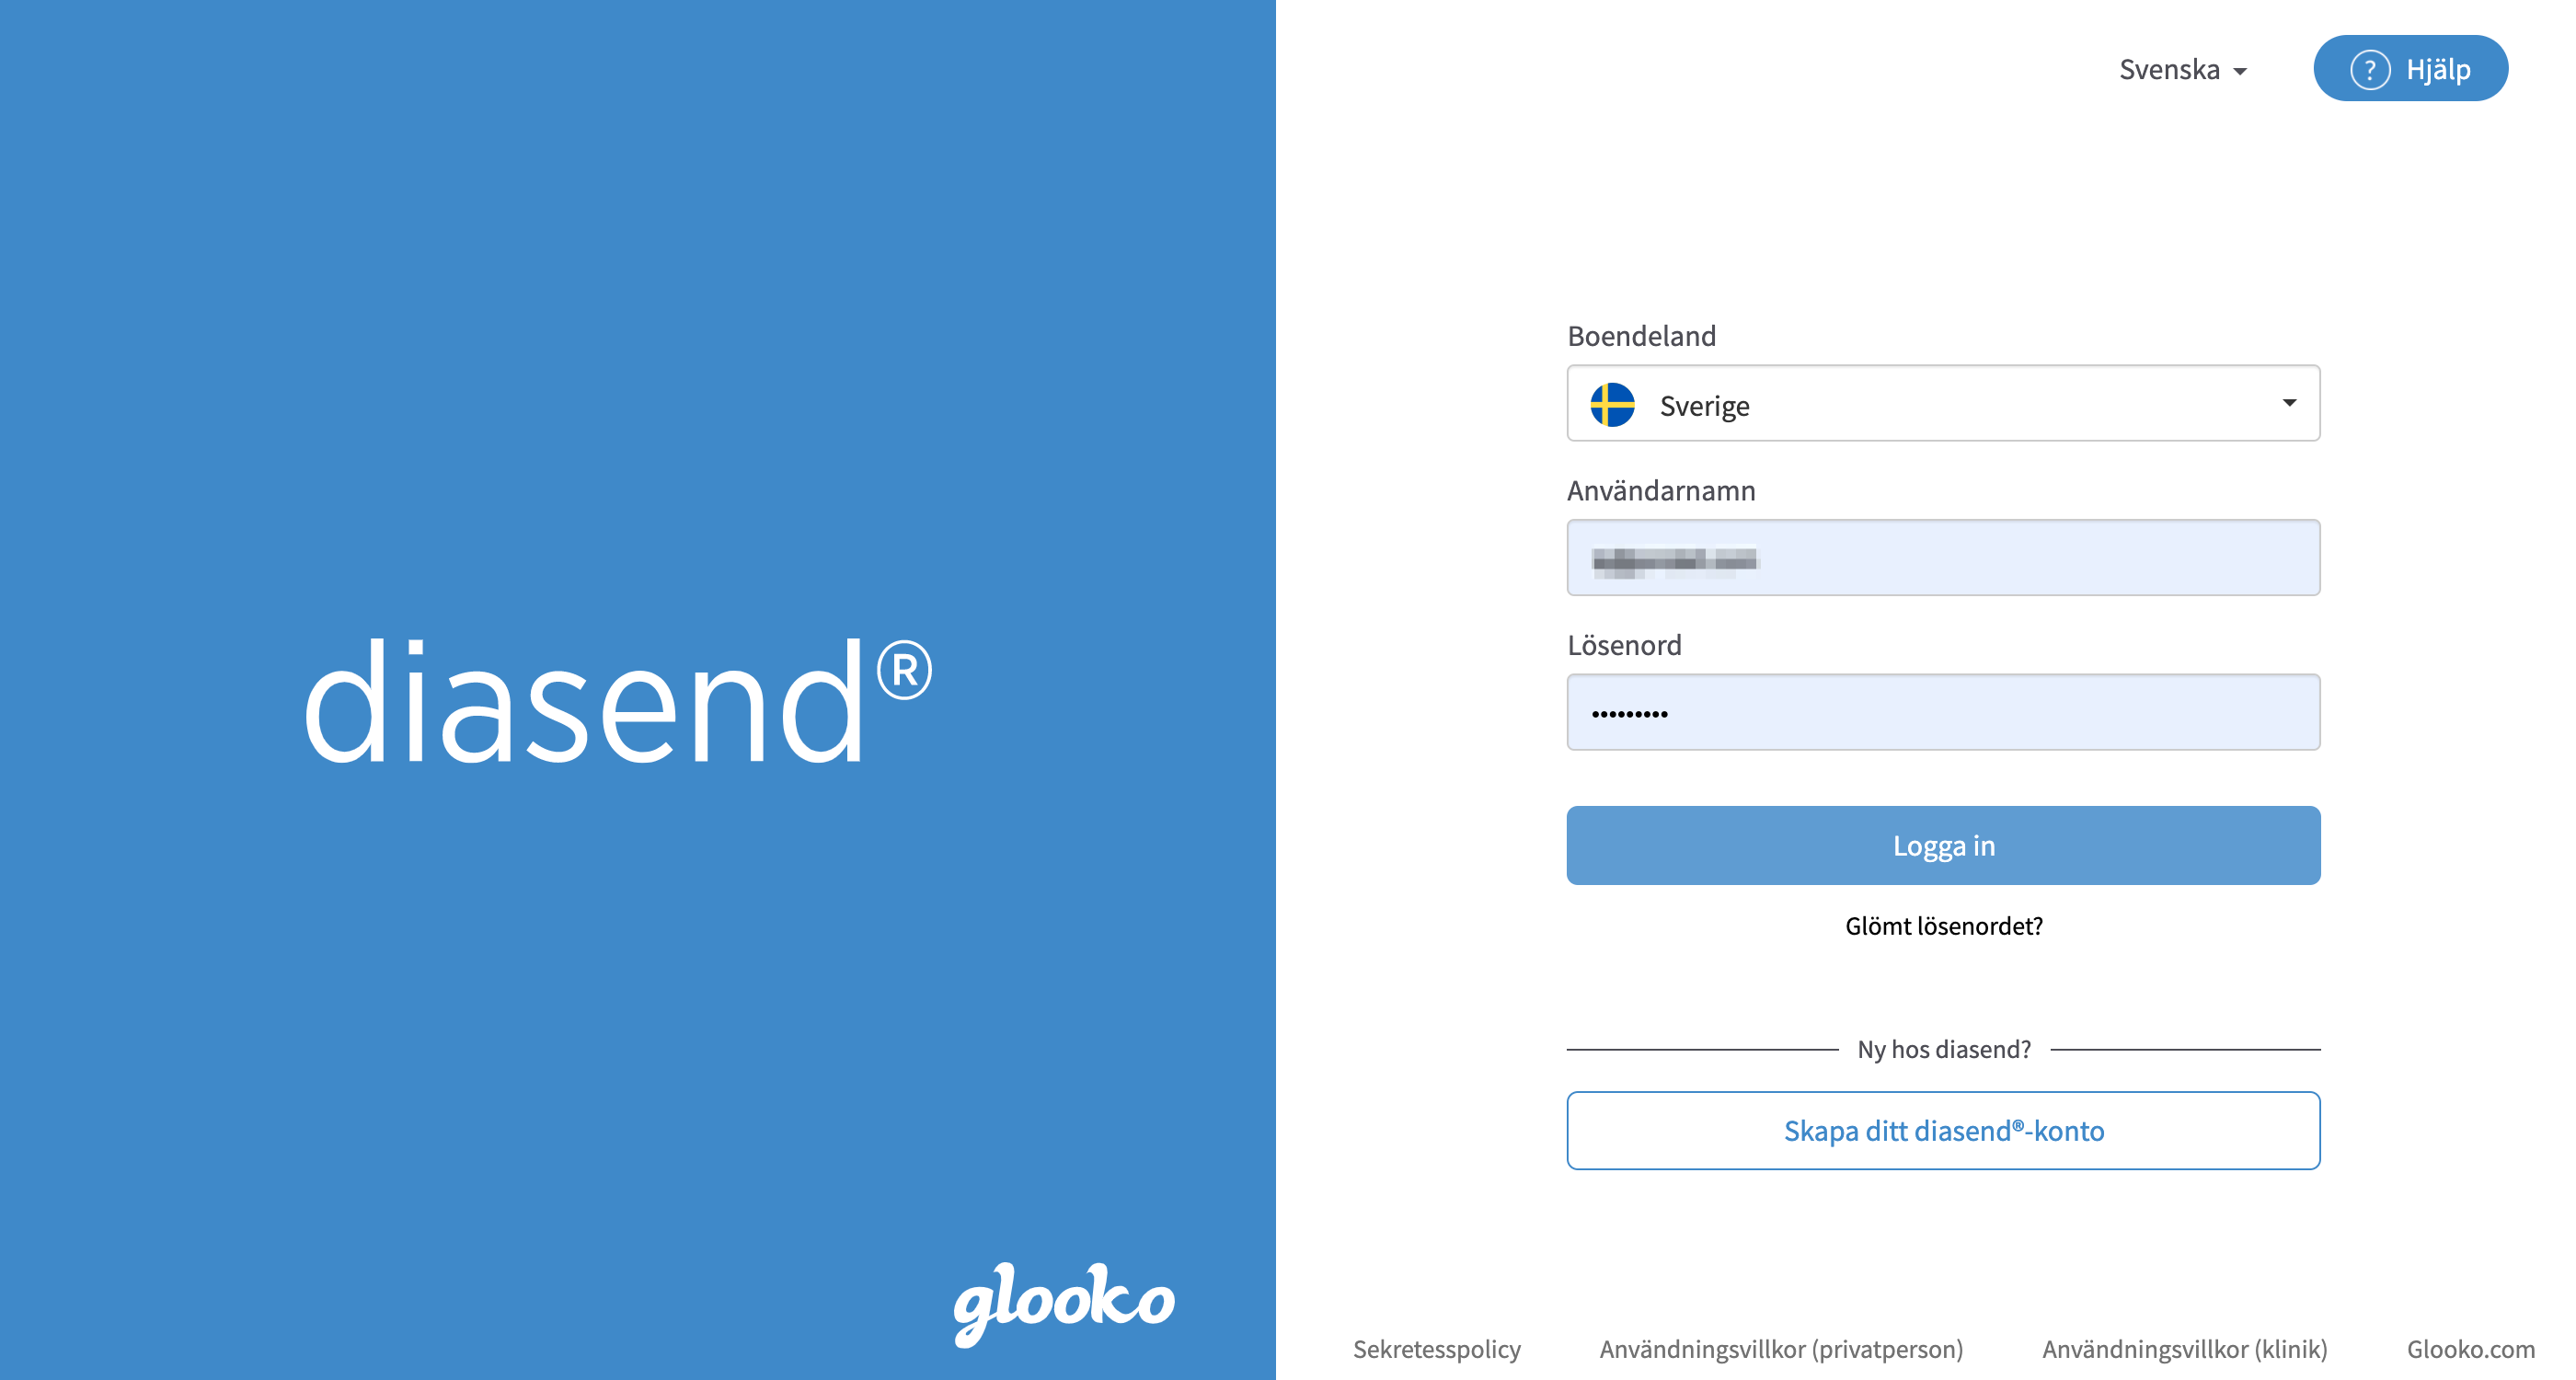 Svenska
? Hjälp
Boendeland
Sverige
Användarnamn
Lösenord
•••••••••
diasend®
Logga in
Glömt lösenordet?
Ny hos diasend?
Skapa ditt diasend®-konto
glooko
Sekretesspolicy Användningsvillkor (privatperson) Användningsvillkor (klinik) Glooko.com